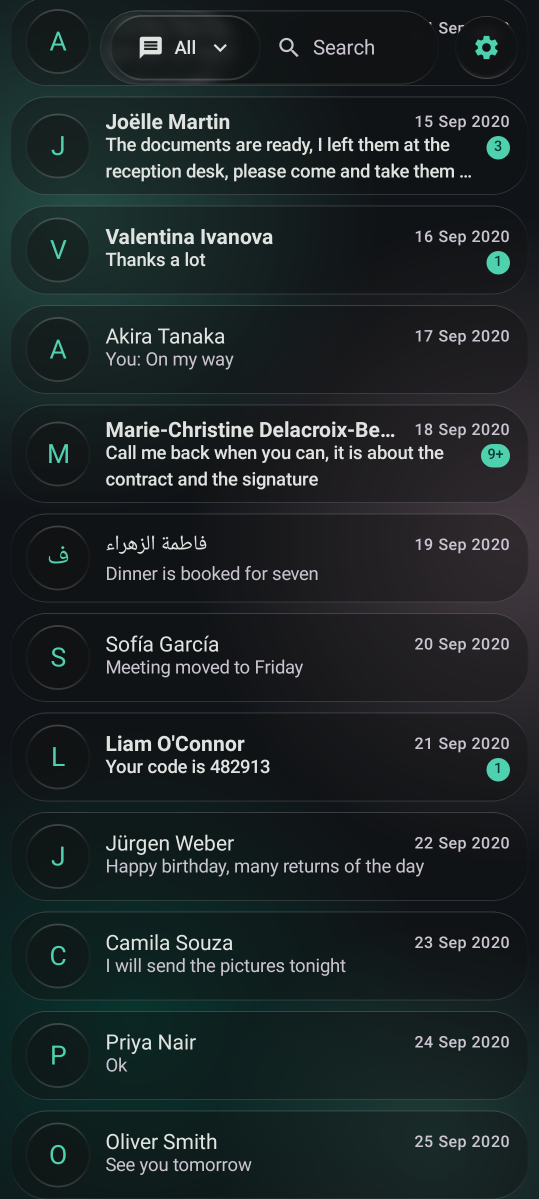 A
All
Search
Sep
J
Joëlle Martin
15 Sep 2020
The documents are ready, I left them at the
3
reception desk, please come and take them ...
V
Valentina Ivanova
16 Sep 2020
Thanks a lot
1
A
Akira Tanaka
17 Sep 2020
You: On my way
M
Marie-Christine Delacroix-Be...
18 Sep 2020
Call me back when you can, it is about the
9+
contract and the signature
ف
فاطمة الزهراء
19 Sep 2020
Dinner is booked for seven
S
Sofía García
20 Sep 2020
Meeting moved to Friday
L
Liam O'Connor
21 Sep 2020
Your code is 482913
1
J
Jürgen Weber
22 Sep 2020
Happy birthday, many returns of the day
C
Camila Souza
23 Sep 2020
I will send the pictures tonight
P
Priya Nair
24 Sep 2020
Ok
O
Oliver Smith
25 Sep 2020
See you tomorrow